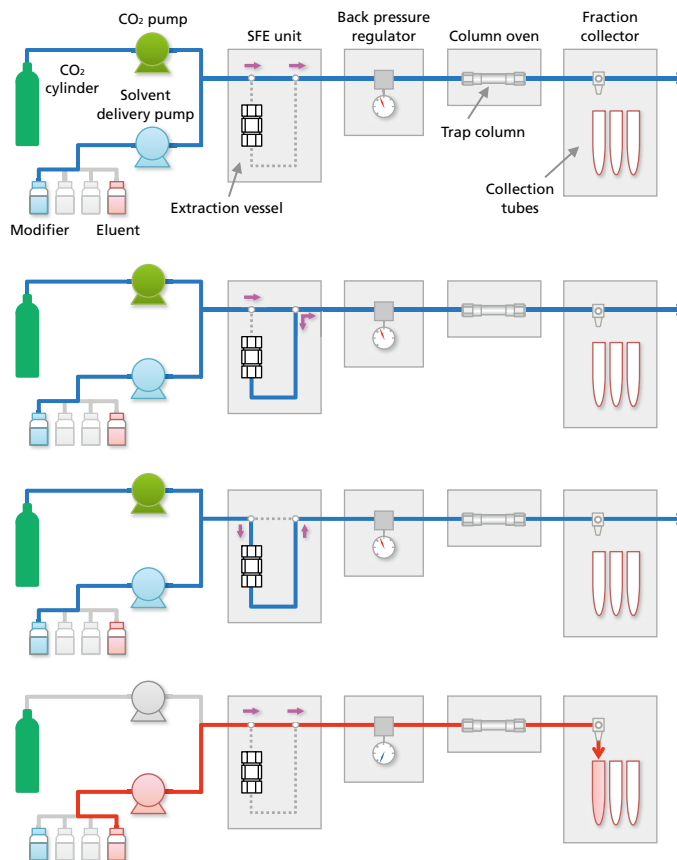 CO₂ pump
SFE unit
Back pressure
regulator
Column oven
Fraction
collector
CO₂
cylinder
Solvent
delivery pump
Trap column
Extraction vessel
Collection
tubes
Modifier
Eluent